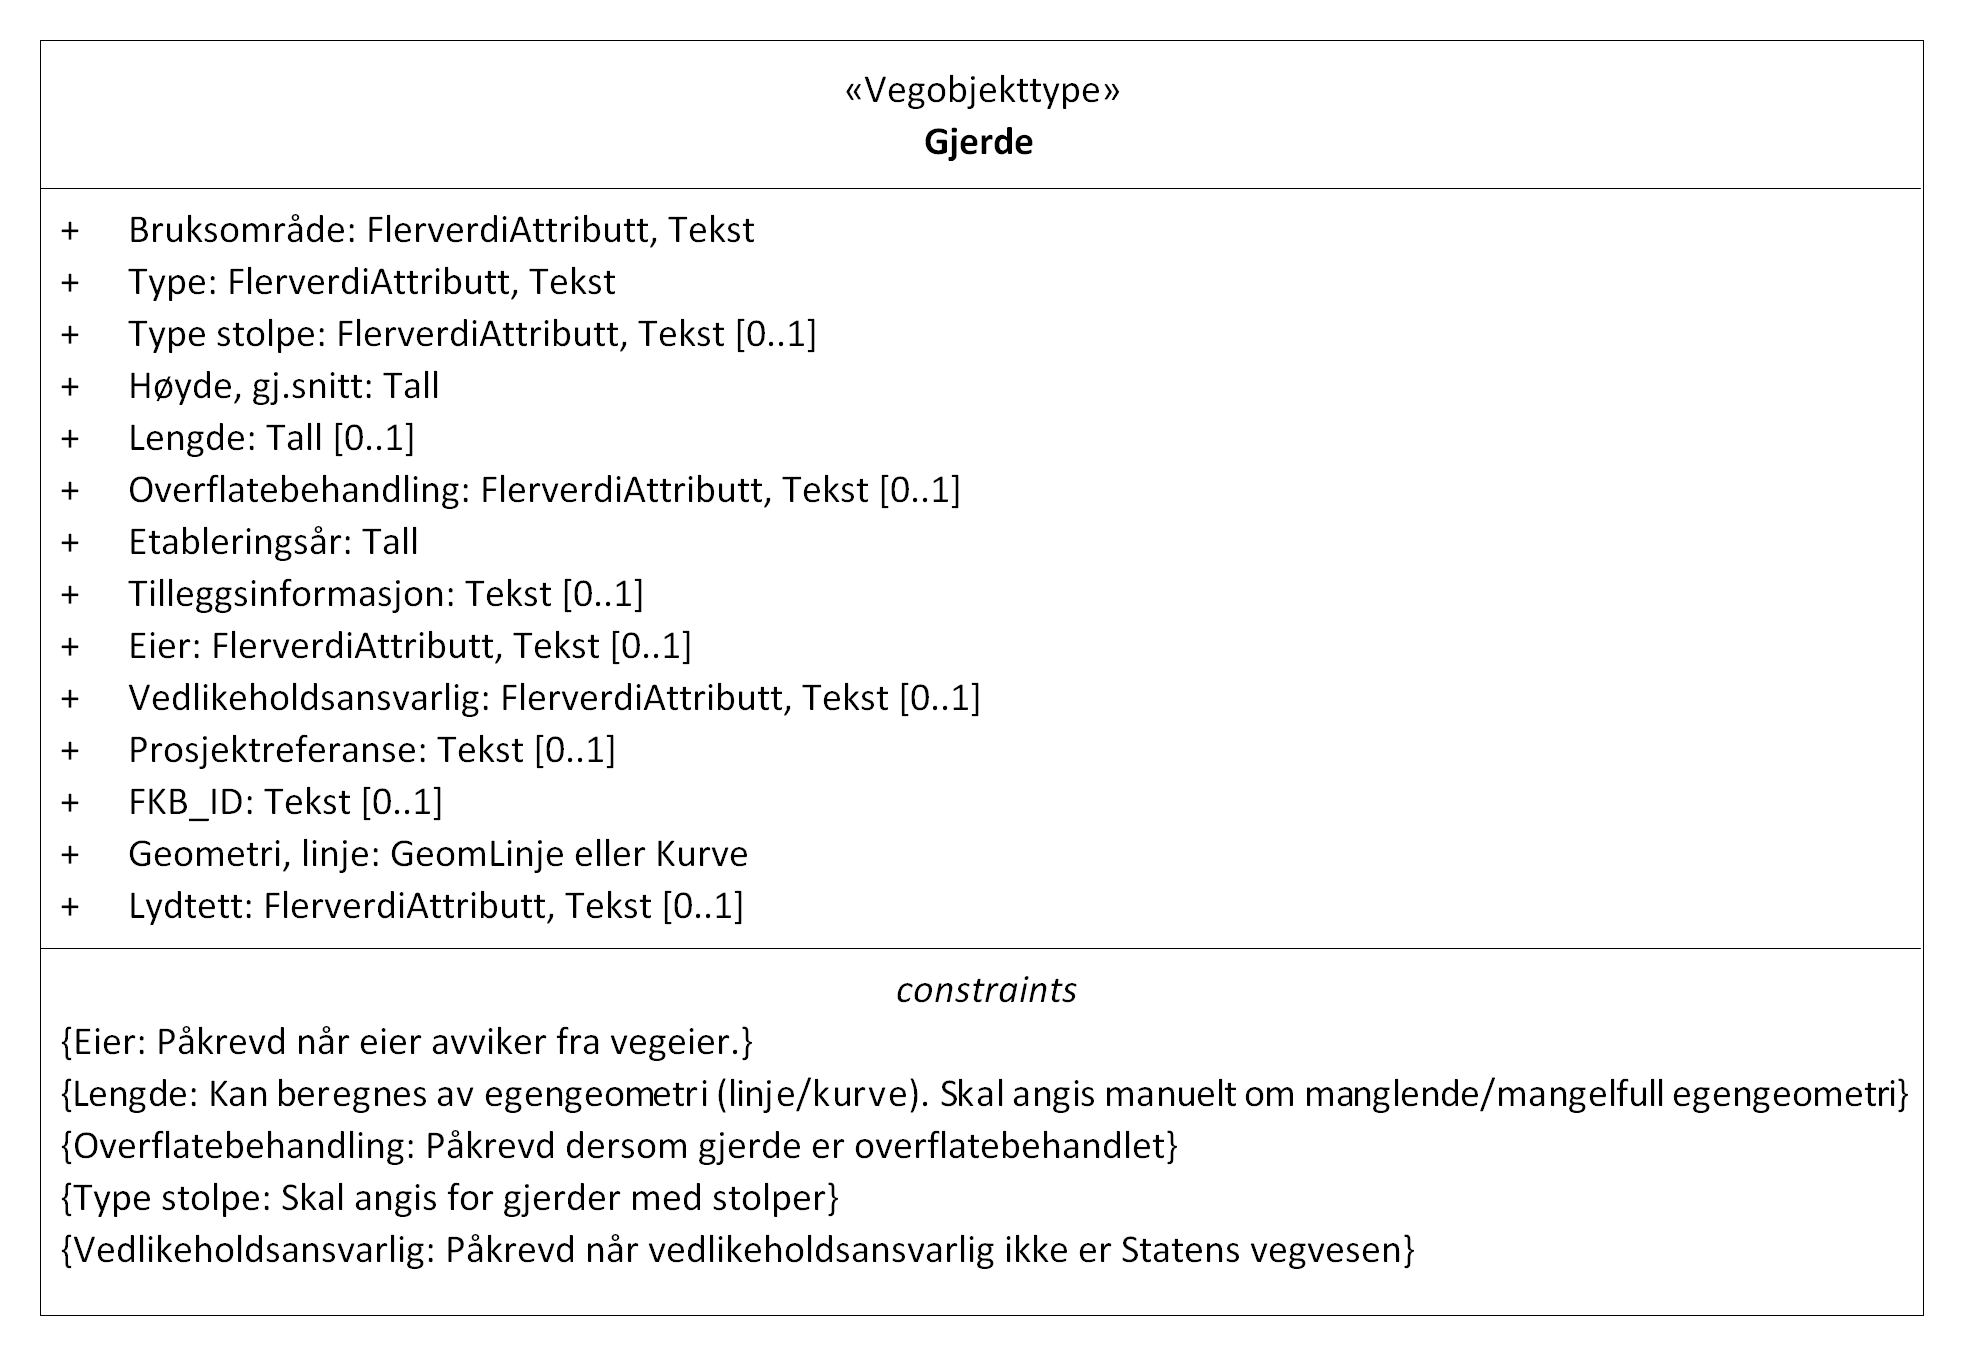 «Vegobjekttype»
Gjerde
+ Bruksområde: FlerverdiAttributt, Tekst
+ Type: FlerverdiAttributt, Tekst
+ Type stolpe: FlerverdiAttributt, Tekst [0..1]
+ Høyde, gj.snitt: Tall
+ Lengde: Tall [0..1]
+ Overflatebehandling: FlerverdiAttributt, Tekst [0..1]
+ Etableringsår: Tall
+ Tilleggsinformasjon: Tekst [0..1]
+ Eier: FlerverdiAttributt, Tekst [0..1]
+ Vedlikeholdsansvarlig: FlerverdiAttributt, Tekst [0..1]
+ Prosjektreferanse: Tekst [0..1]
+ FKB_ID: Tekst [0..1]
+ Geometri, linje: GeomLinje eller Kurve
+ Lydtett: FlerverdiAttributt, Tekst [0..1]
constraints
{Eier: Påkrevd når eier avviker fra vegeier.}
{Lengde: Kan beregnes av egengeometri (linje/kurve). Skal angis manuelt om manglende/mangelfull egengeometri}
{Overflatebehandling: Påkrevd dersom gjerde er overflatebehandlet}
{Type stolpe: Skal angis for gjerder med stolper}
{Vedlikeholdsansvarlig: Påkrevd når vedlikeholdsansvarlig ikke er Statens vegvesen}